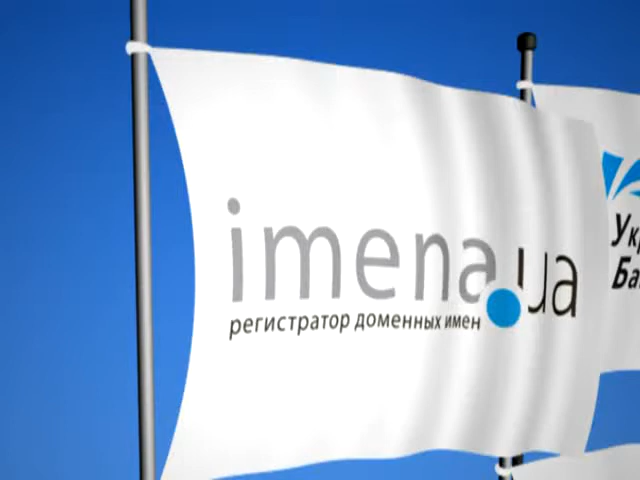 imena.ua
регистратор доменных имен